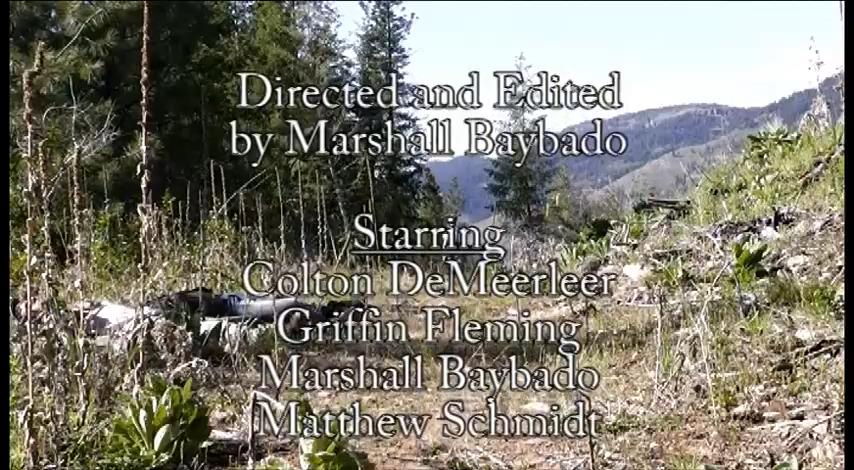 Directed and Edited
by Marshall Baybado
Starring
Colton DeMeerleer
Griffin Fleming
Marshall Baybado
Matthew Schmidt